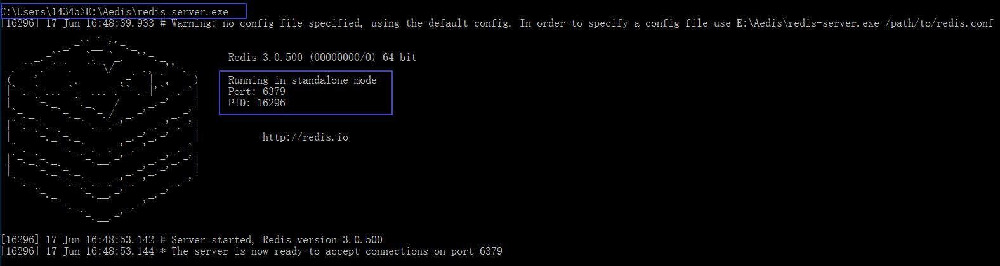 C:\Users\14345>E:\Aedis\redis-server.exe
[16296] 17 Jun 16:48:39.933 # Warning: no config file specified, using the default config. In order to specify a config file use E:\Aedis\redis-server.exe /path/to/redis.conf
Redis 3.0.500 (00000000/0) 64 bit
Running in standalone mode
Port: 6379
PID: 16296
http://redis.io
[16296] 17 Jun 16:48:53.142 # Server started, Redis version 3.0.500
[16296] 17 Jun 16:48:53.144 * The server is now ready to accept connections on port 6379